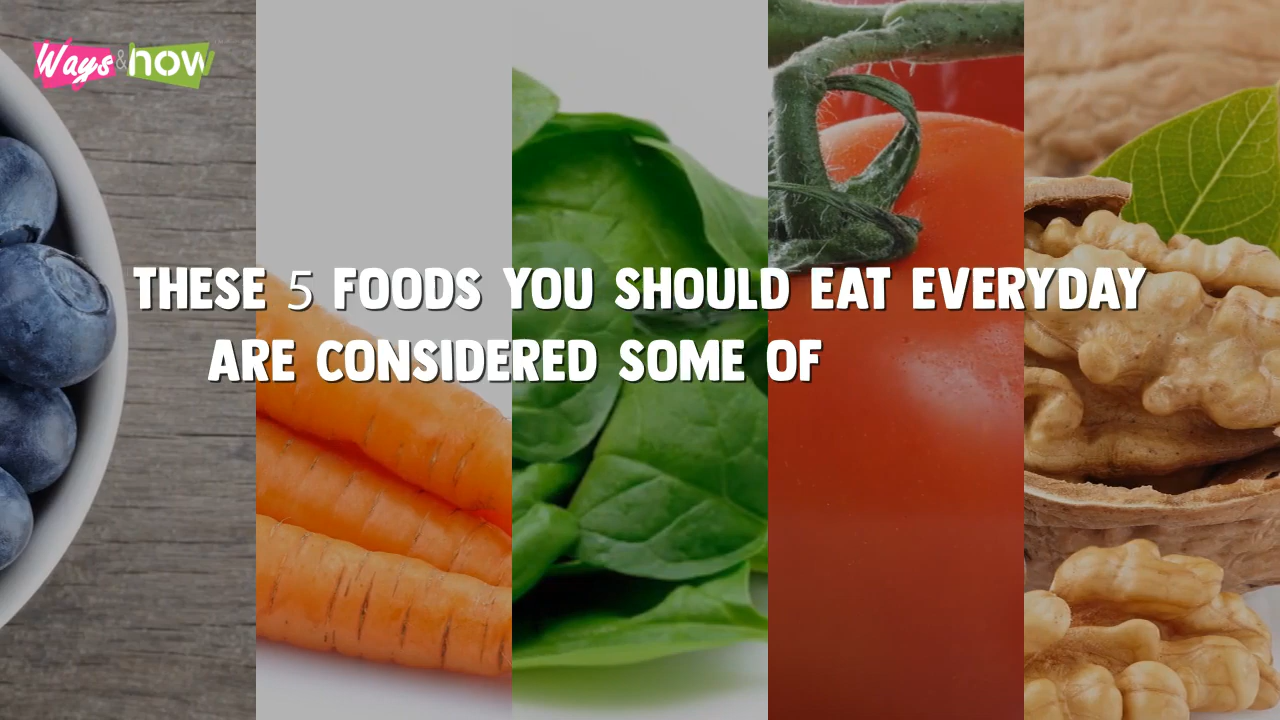 Ways & how
THESE 5 FOODS YOU SHOULD EAT EVERYDAY
ARE CONSIDERED SOME OF